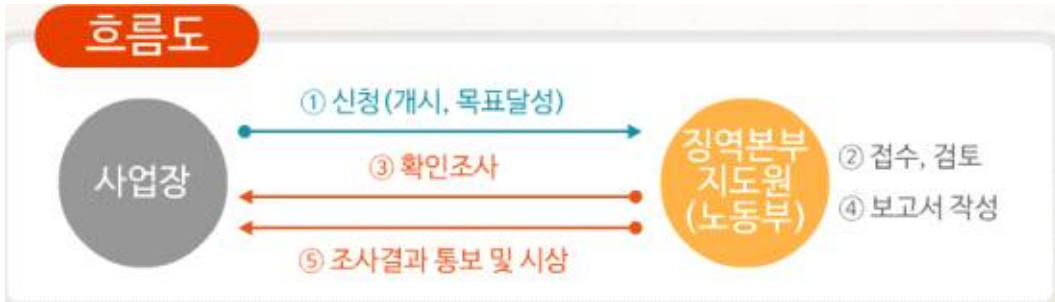 흐름도
① 신청(개시, 목표달성)
사업장
③ 확인조사
⑤ 조사결과 통보 및 시상
징역본부
지도원
(노동부)
② 접수, 검토
④ 보고서 작성